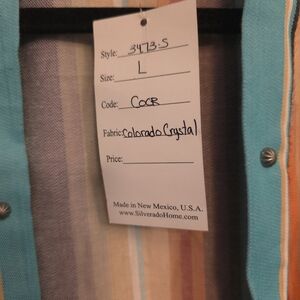 Style: 3473-S
Size: L
Code: COCR
Fabric: Colorado Crystal
Price:
Made in New Mexico, U.S.A.
www.SilveradoHome.com